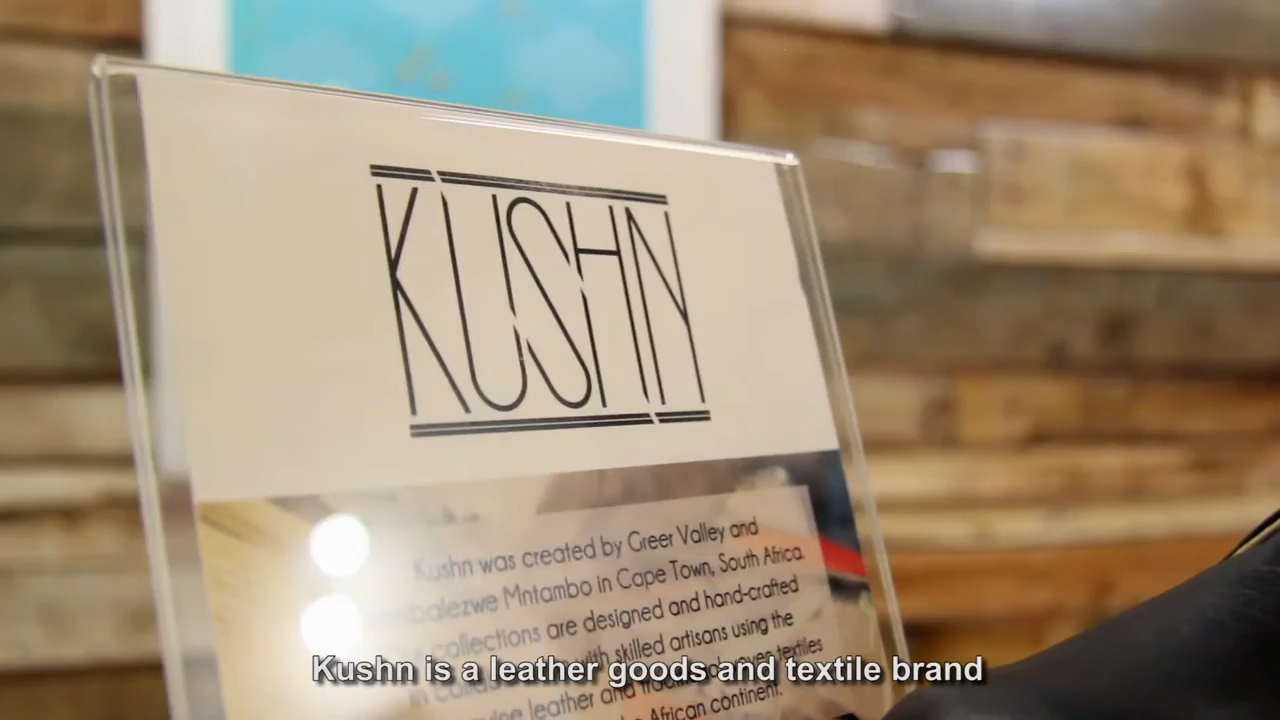 KUSHN
Kushn was created by Greer Valley and
Mntambo in Cape Town, South Africa.
collections are designed and hand-crafted
with skilled artisans using the
leather and textiles
African continent.
Kushn is a leather goods and textile brand